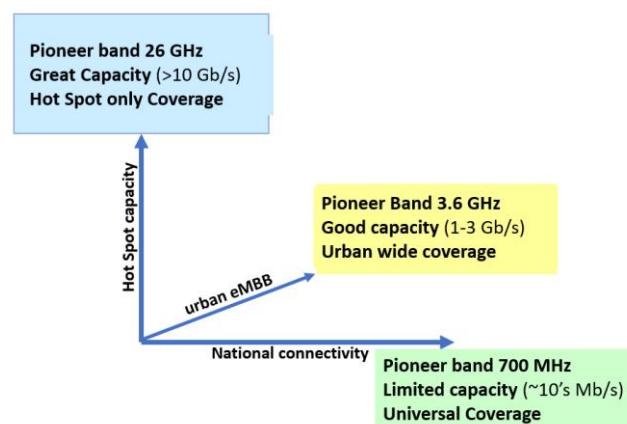 Pioneer band 26 GHz
Great Capacity (>10 Gb/s)
Hot Spot only Coverage
Hot Spot capacity
Pioneer Band 3.6 GHz
Good capacity (1-3 Gb/s)
Urban wide coverage
urban eMBB
National connectivity
Pioneer band 700 MHz
Limited capacity (~10's Mb/s)
Universal Coverage